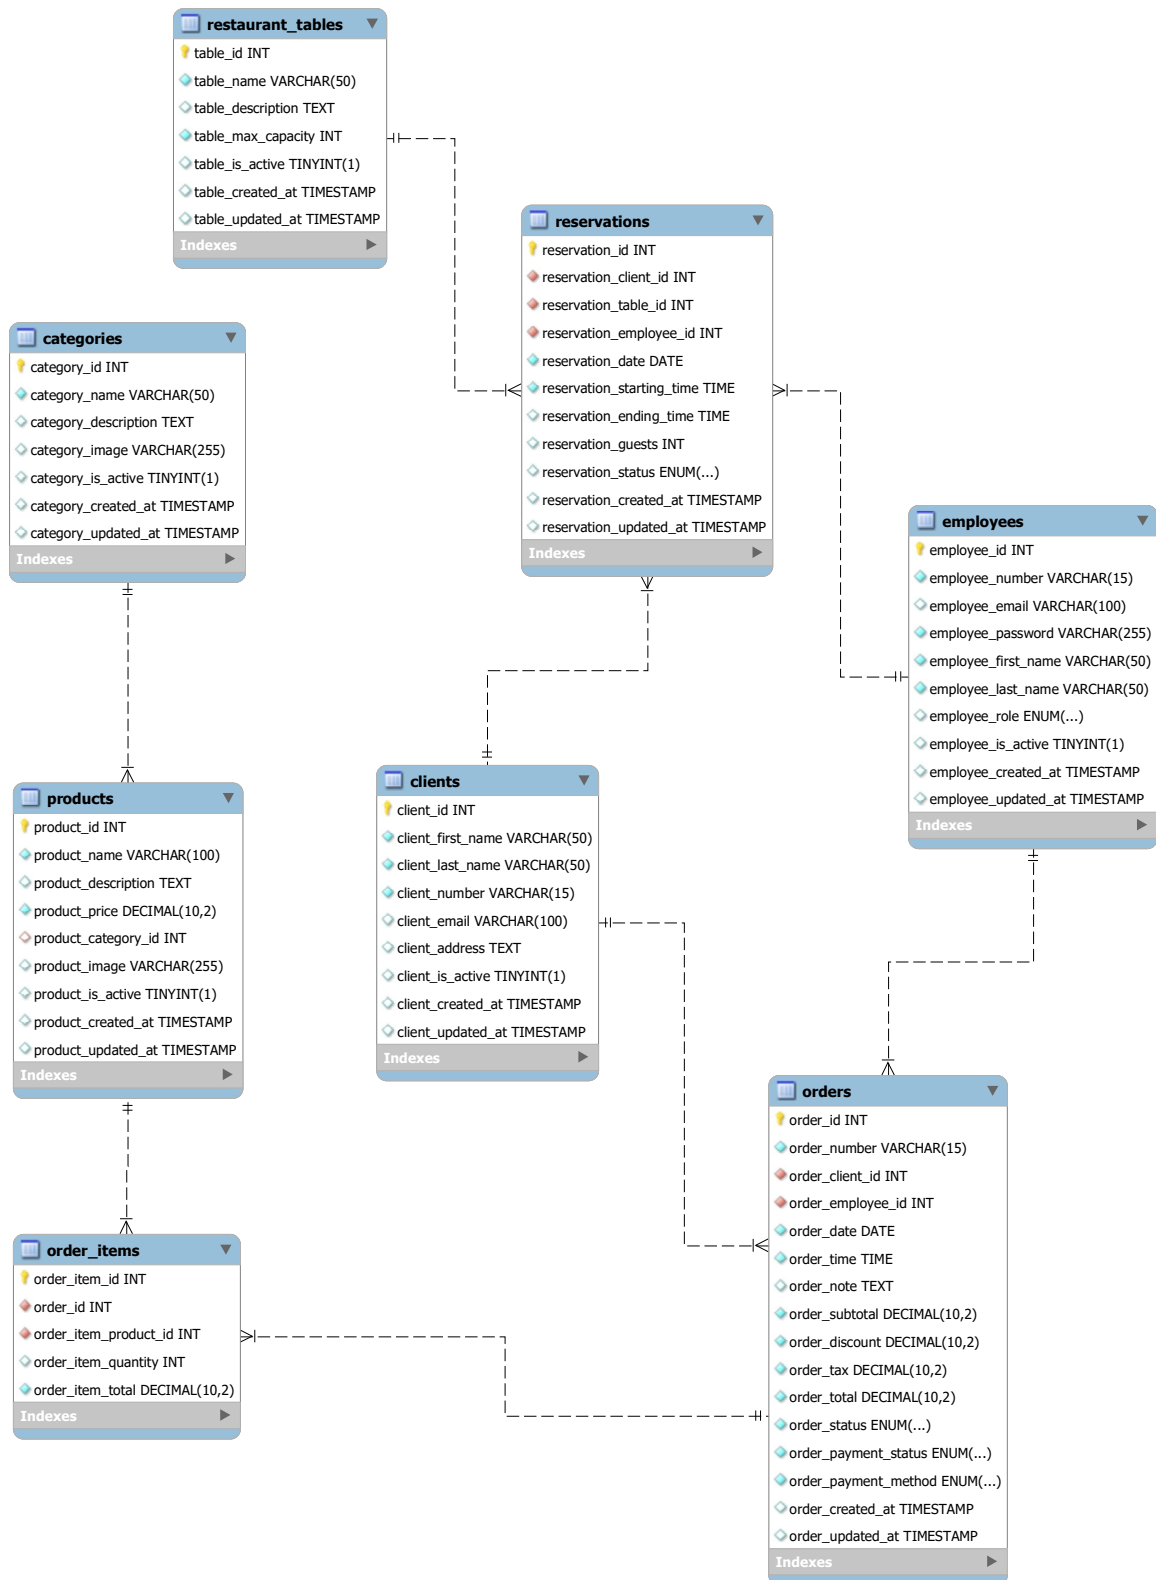 restaurant_tables
table_id INT
table_name VARCHAR(50)
table_description TEXT
table_max_capacity INT
table_is_active TINYINT(1)
table_created_at TIMESTAMP
table_updated_at TIMESTAMP
Indexes
reservations
reservation_id INT
reservation_client_id INT
reservation_table_id INT
reservation_employee_id INT
reservation_date DATE
reservation_starting_time TIME
reservation_ending_time TIME
reservation_guests INT
reservation_status ENUM(...)
reservation_created_at TIMESTAMP
reservation_updated_at TIMESTAMP
Indexes
categories
category_id INT
category_name VARCHAR(50)
category_description TEXT
category_image VARCHAR(255)
category_is_active TINYINT(1)
category_created_at TIMESTAMP
category_updated_at TIMESTAMP
Indexes
employees
employee_id INT
employee_number VARCHAR(15)
employee_email VARCHAR(100)
employee_password VARCHAR(255)
employee_first_name VARCHAR(50)
employee_last_name VARCHAR(50)
employee_role ENUM(...)
employee_is_active TINYINT(1)
employee_created_at TIMESTAMP
employee_updated_at TIMESTAMP
Indexes
products
product_id INT
product_name VARCHAR(100)
product_description TEXT
product_price DECIMAL(10,2)
product_category_id INT
product_image VARCHAR(255)
product_is_active TINYINT(1)
product_created_at TIMESTAMP
product_updated_at TIMESTAMP
Indexes
clients
client_id INT
client_first_name VARCHAR(50)
client_last_name VARCHAR(50)
client_number VARCHAR(15)
client_email VARCHAR(100)
client_address TEXT
client_is_active TINYINT(1)
client_created_at TIMESTAMP
client_updated_at TIMESTAMP
Indexes
orders
order_id INT
order_number VARCHAR(15)
order_client_id INT
order_employee_id INT
order_date DATE
order_time TIME
order_note TEXT
order_subtotal DECIMAL(10,2)
order_discount DECIMAL(10,2)
order_tax DECIMAL(10,2)
order_total DECIMAL(10,2)
order_status ENUM(...)
order_payment_status ENUM(...)
order_payment_method ENUM(...)
order_created_at TIMESTAMP
order_updated_at TIMESTAMP
Indexes
order_items
order_item_id INT
order_id INT
order_item_product_id INT
order_item_quantity INT
order_item_total DECIMAL(10,2)
Indexes